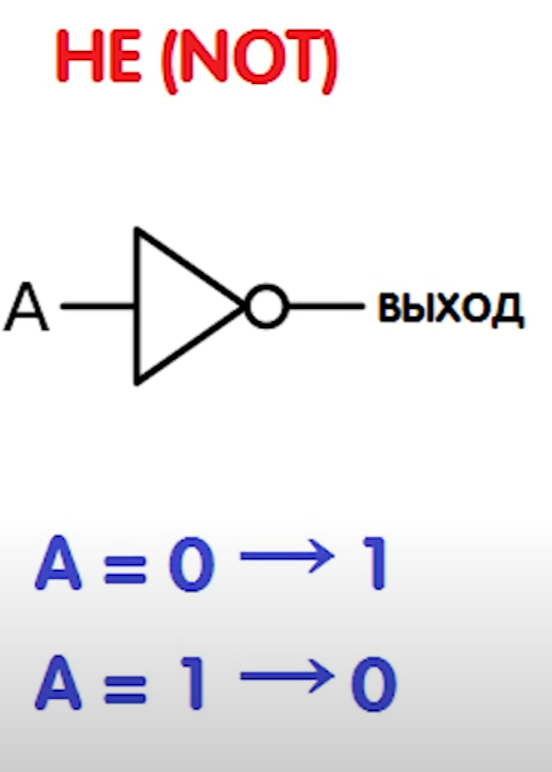 НЕ (NOT)
A
ВЫХОД
A = 0 → 1
A = 1 → 0